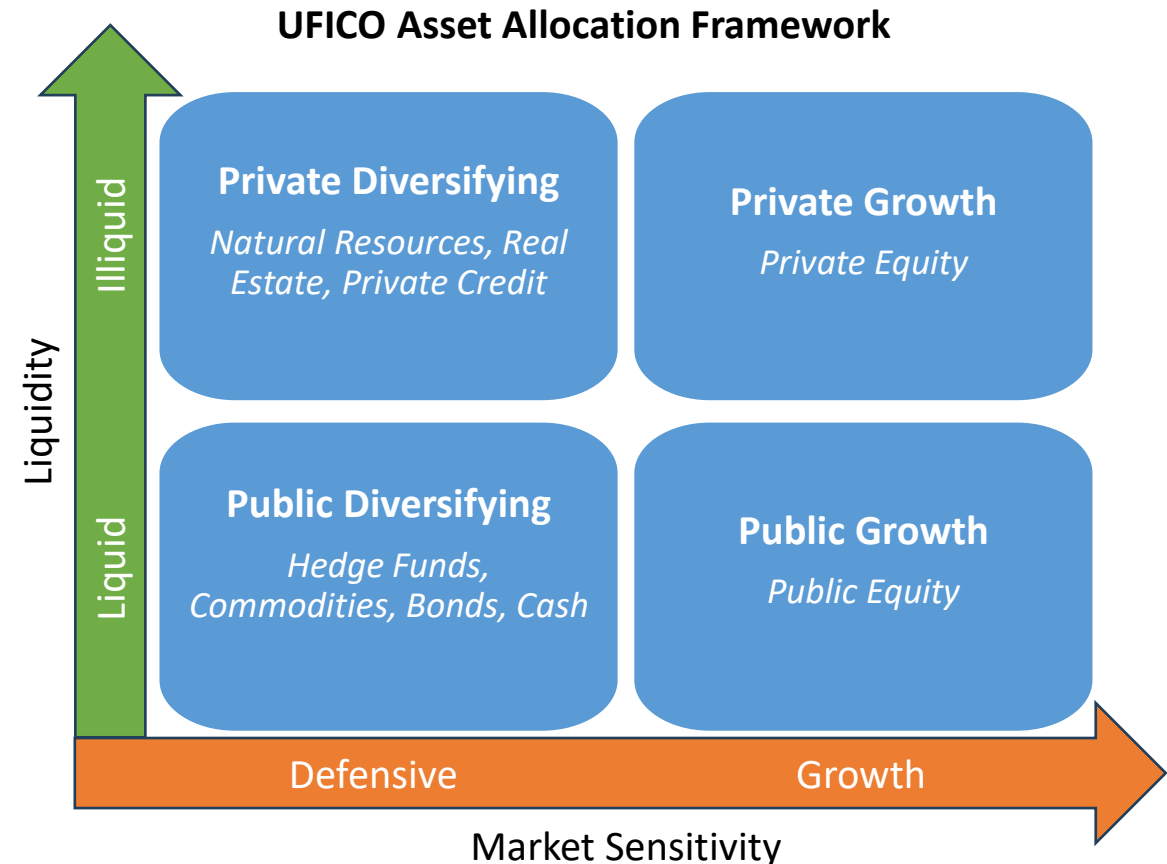 UFICO Asset Allocation Framework
Liquidity
Illiquid
Liquid
Private Diversifying
Natural Resources, Real
Estate, Private Credit
Private Growth
Private Equity
Public Diversifying
Hedge Funds,
Commodities, Bonds, Cash
Public Growth
Public Equity
Defensive
Growth
Market Sensitivity